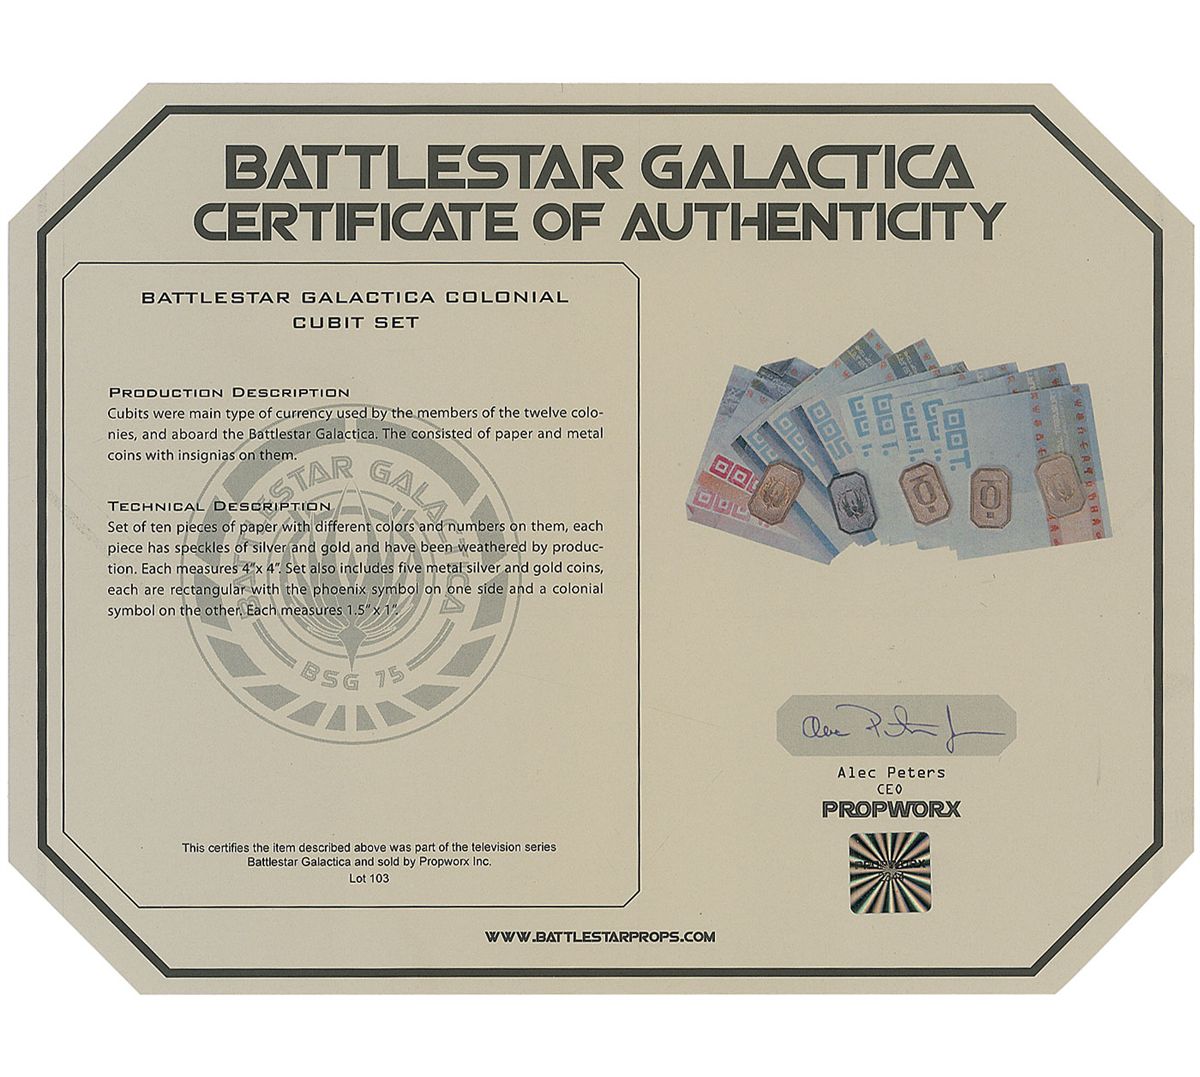 BATTLESTAR GALACTICA
CERTIFICATE OF AUTHENTICITY
BATTLESTAR GALACTICA COLONIAL
CUBIT SET
PRODUCTION DESCRIPTION
Cubits were main type of currency used by the members of the twelve colo-
nies, and aboard the Battlestar Galactica. The consisted of paper and metal
coins with insignias on them.
TECHNICAL DESCRIPTION
Set of ten pieces of paper with different colors and numbers on them, each
piece has speckles of silver and gold and have been weathered by produc-
tion. Each measures 4"x 4". Set also includes five metal silver and gold coins,
each are rectangular with the phoenix symbol on one side and a colonial
symbol on the other. Each measures 1.5" x 1".
BATTLESTAR GALACTICA
BSG 75
This certifies the item described above was part of the television series
Battlestar Galactica and sold by Propworx Inc.
Lot 103
Alec Peters
CEO
PROPWORX
PROPWORX
WWW.BATTLESTARPROPS.COM